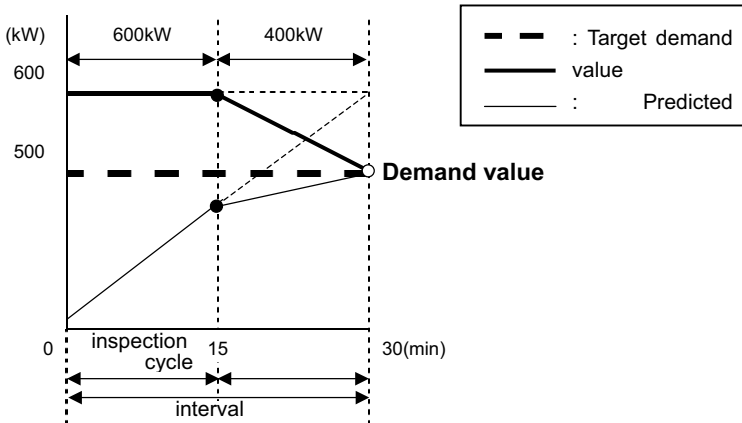 (kW)
600kW
400kW
600
500
: Target demand
value
: Predicted
Demand value
0
inspection
cycle
15
30(min)
interval